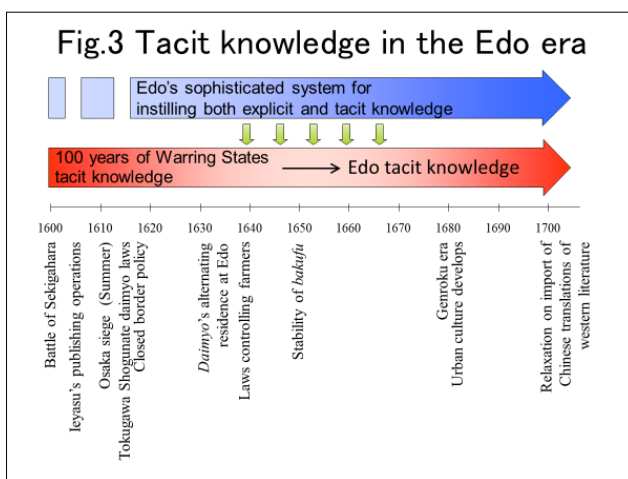 Fig.3 Tacit knowledge in the Edo era
Edo's sophisticated system for
instilling both explicit and tacit knowledge
100 years of Warring States
tacit knowledge
Edo tacit knowledge
1600 1610 1620 1630 1640 1650 1660 1670 1680 1690 1700
Battle of Sekigahara
Ieyasu's publishing operations
Osaka siege (Summer)
Tokugawa Shogunate daimyo laws
Closed border policy
Daimyo's alternating
residence at Edo
Laws controlling farmers
Stability of bakufu
Genroku era
Urban culture develops
Relaxation on import of
Chinese translations of
western literature